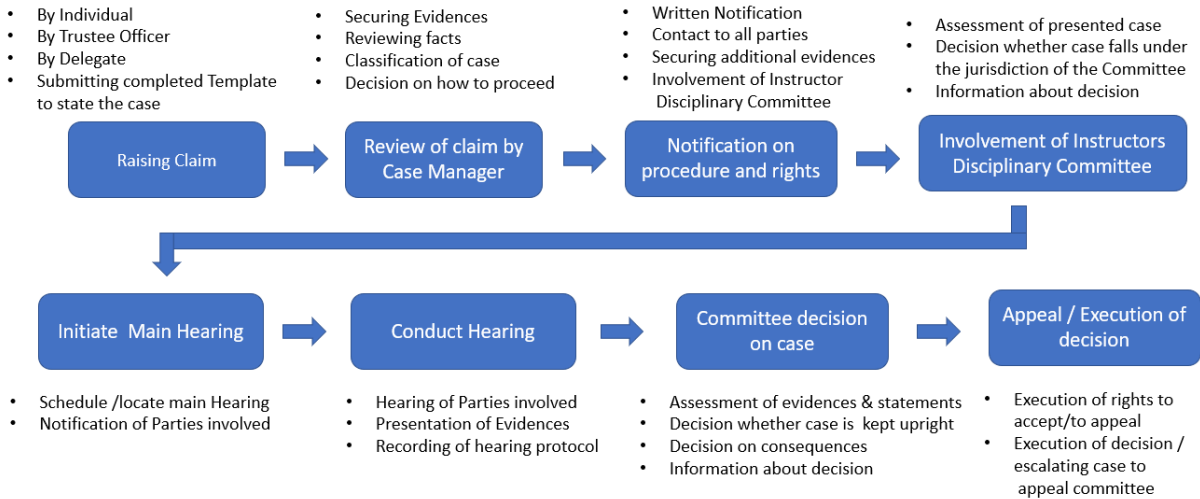 • By Individual
• By Trustee Officer
• By Delegate
• Submitting completed Template
to state the case
• Securing Evidences
• Reviewing facts
• Classification of case
• Decision on how to proceed
• Written Notification
• Contact to all parties
• Securing additional evidences
• Involvement of Instructor
Disciplinary Committee
• Assessment of presented case
• Decision whether case falls under
the jurisdiction of the Committee
• Information about decision
Raising Claim
Review of claim by
Case Manager
Notification on
procedure and rights
Involvement of Instructors
Disciplinary Committee
Initiate Main Hearing
Conduct Hearing
Committee decision
on case
Appeal / Execution of
decision
• Schedule /locate main Hearing
• Notification of Parties involved
• Hearing of Parties involved
• Presentation of Evidences
• Recording of hearing protocol
• Assessment of evidences & statements
• Decision whether case is kept upright
• Decision on consequences
• Information about decision
• Execution of rights to
accept/to appeal
• Execution of decision /
escalating case to
appeal committee